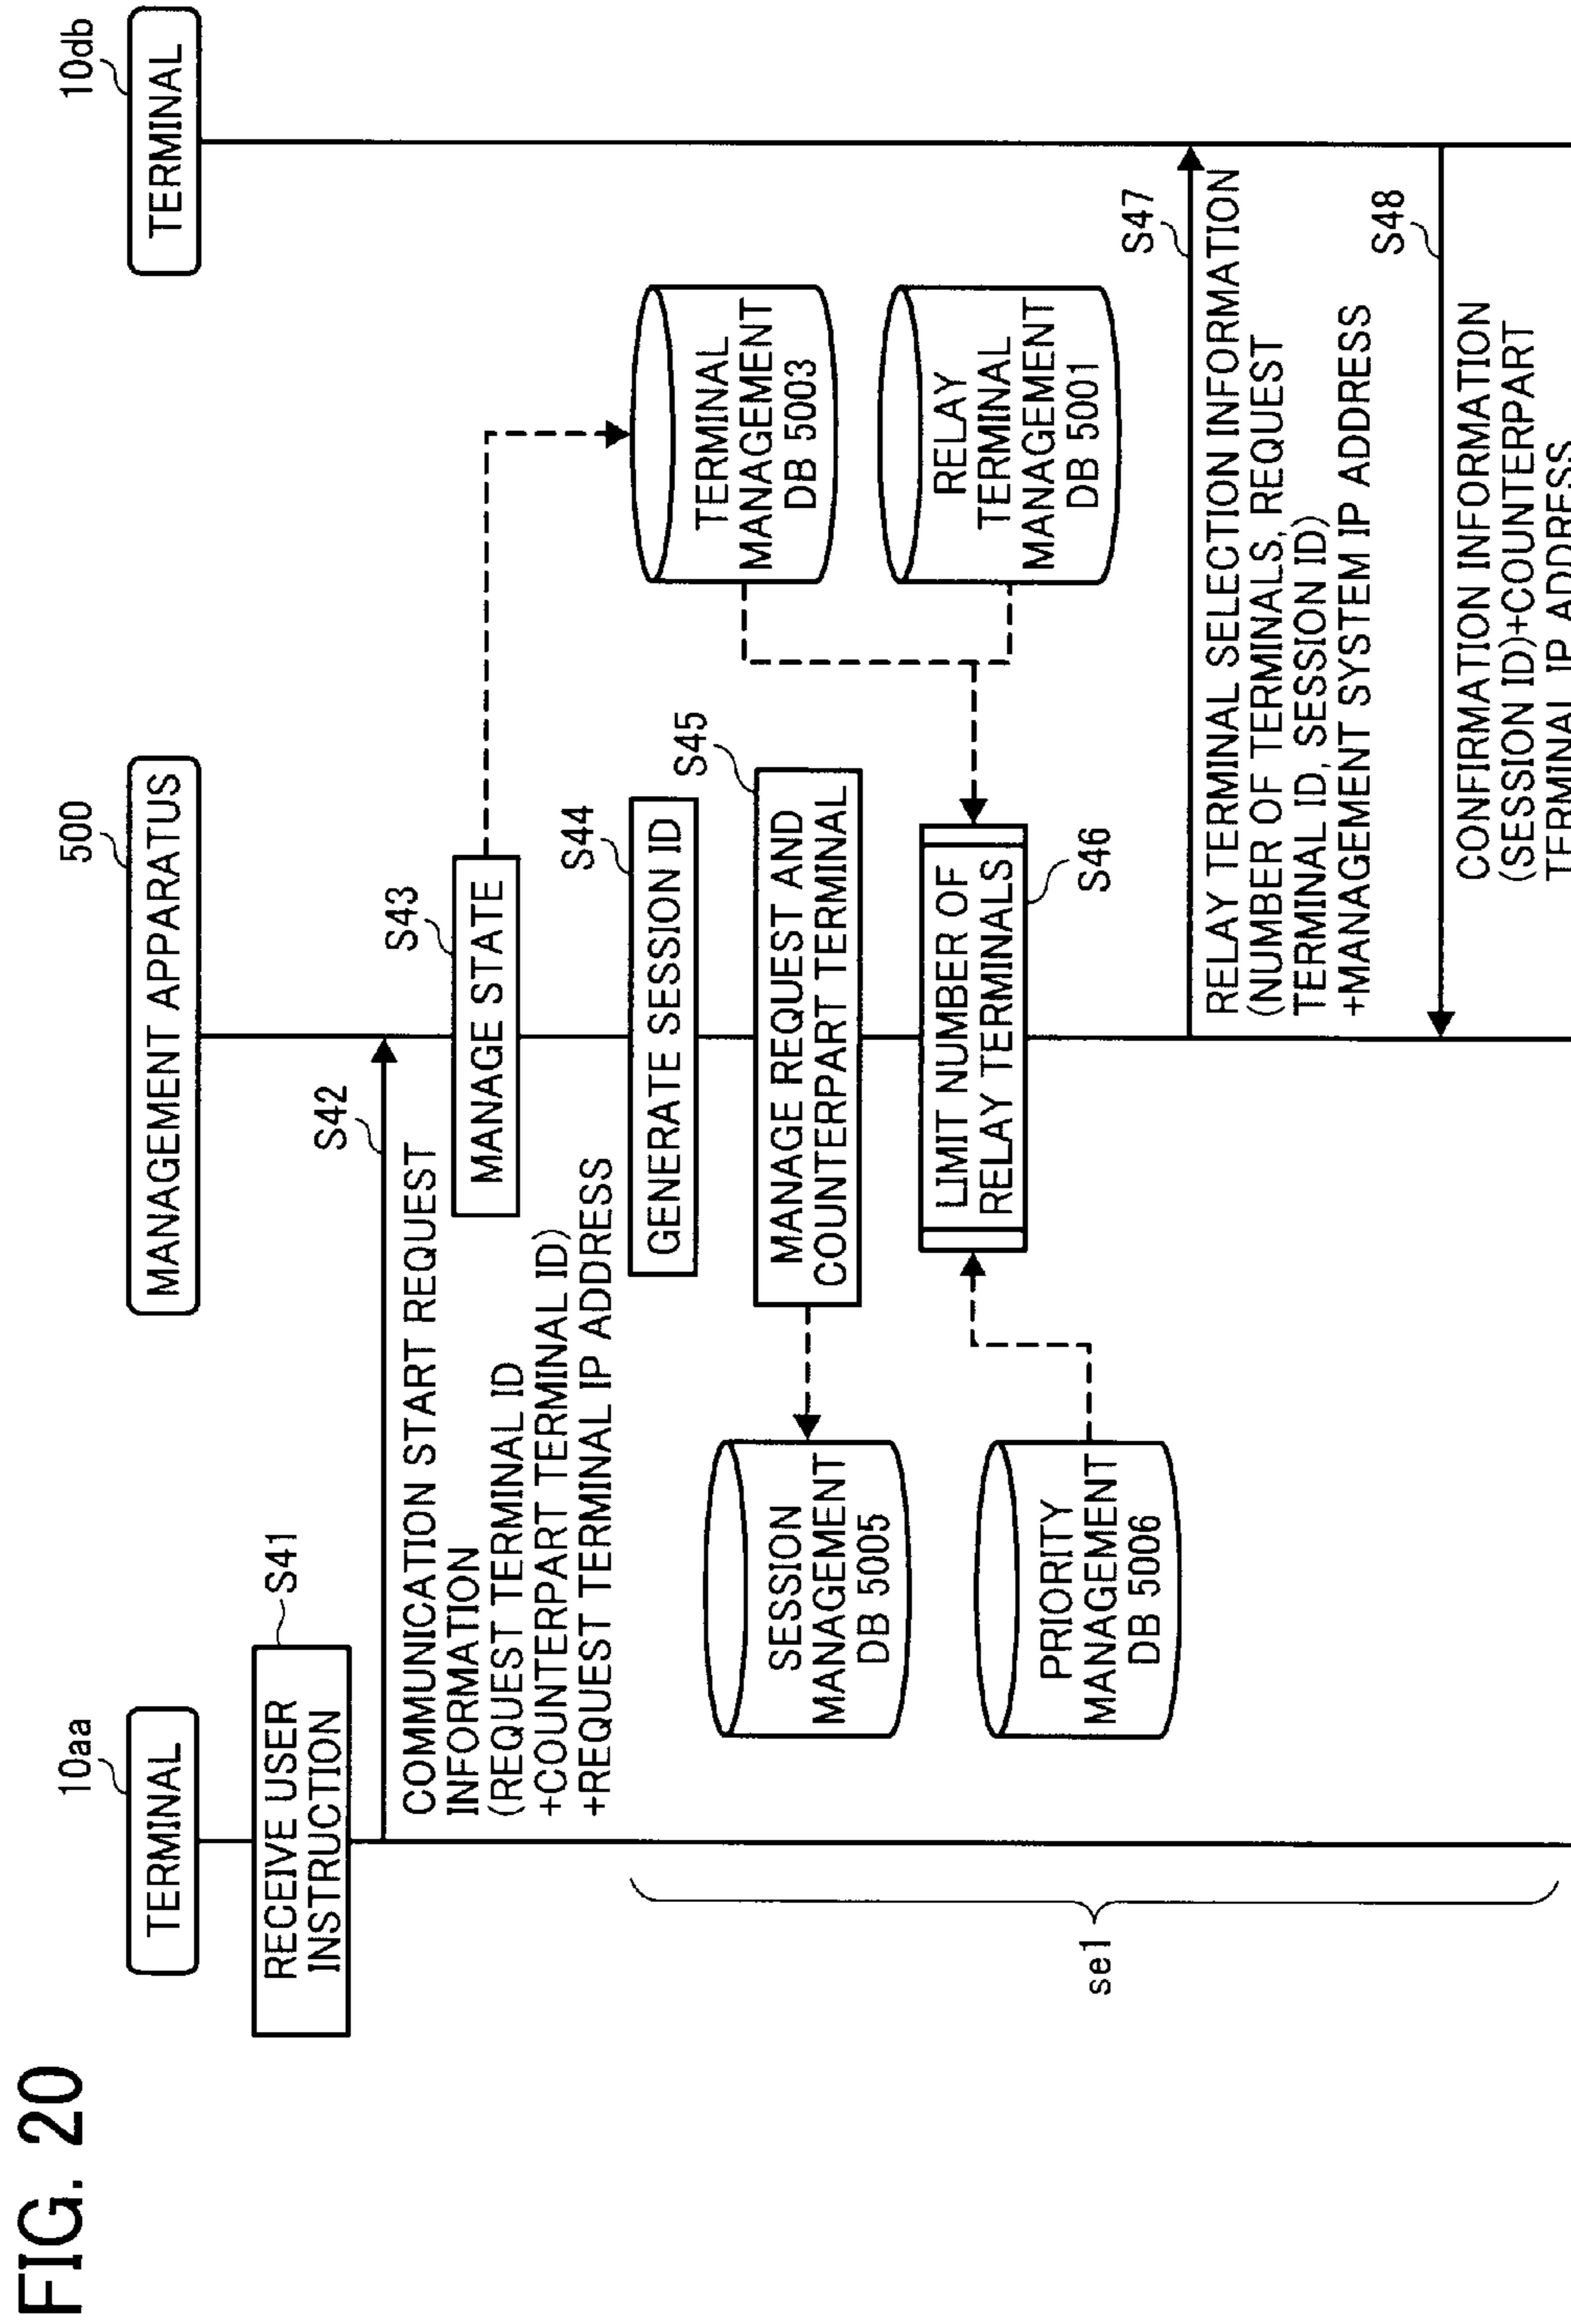 FIG. 20
10aa
TERMINAL
500
MANAGEMENT APPARATUS
10db
TERMINAL
RECEIVE USER
INSTRUCTION
S41
S42
COMMUNICATION START REQUEST
INFORMATION
(REQUEST TERMINAL ID
+COUNTERPART TERMINAL ID)
+REQUEST TERMINAL IP ADDRESS
S43
MANAGE STATE
S44
GENERATE SESSION ID
TERMINAL
MANAGEMENT
DB 5003
S45
MANAGE REQUEST AND
COUNTERPART TERMINAL
SESSION
MANAGEMENT
DB 5005
LIMIT NUMBER OF
RELAY TERMINALS
S46
RELAY
TERMINAL
MANAGEMENT
DB 5001
PRIORITY
MANAGEMENT
DB 5006
se1
S47
RELAY TERMINAL SELECTION INFORMATION
(NUMBER OF TERMINALS, REQUEST
TERMINAL ID, SESSION ID)
+MANAGEMENT SYSTEM IP ADDRESS
S48
CONFIRMATION INFORMATION
(SESSION ID)+COUNTERPART
TERMINAL IP ADDRESS